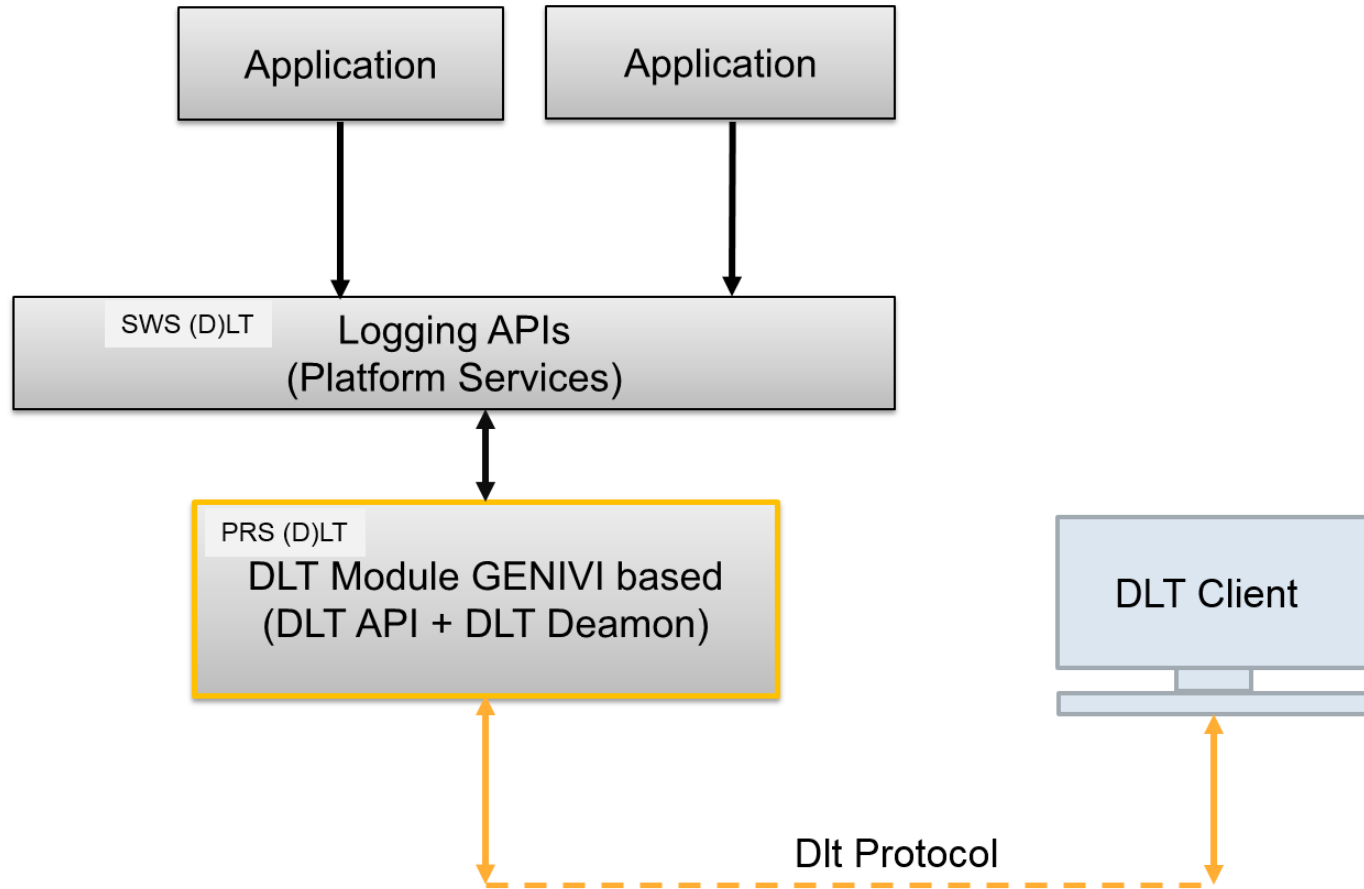 Application
Application
SWS (D)LT
Logging APIs
(Platform Services)
PRS (D)LT
DLT Module GENIVI based
(DLT API + DLT Deamon)
DLT Client
Dlt Protocol